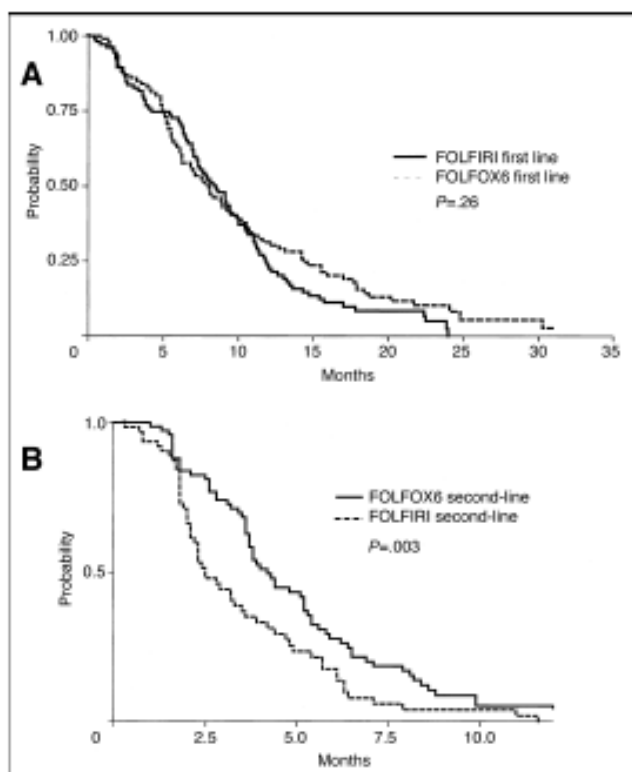 A
1.00
0.75
0.50
0.25
Probability
FOLFIRI first line
FOLFOX6 first line
P=.26
0 5 10 15 20 25 30 35
Months
B
1.0
0.5
Probability
FOLFOX6 second-line
FOLFIRI second-line
P=.003
0 2.5 5.0 7.5 10.0
Months